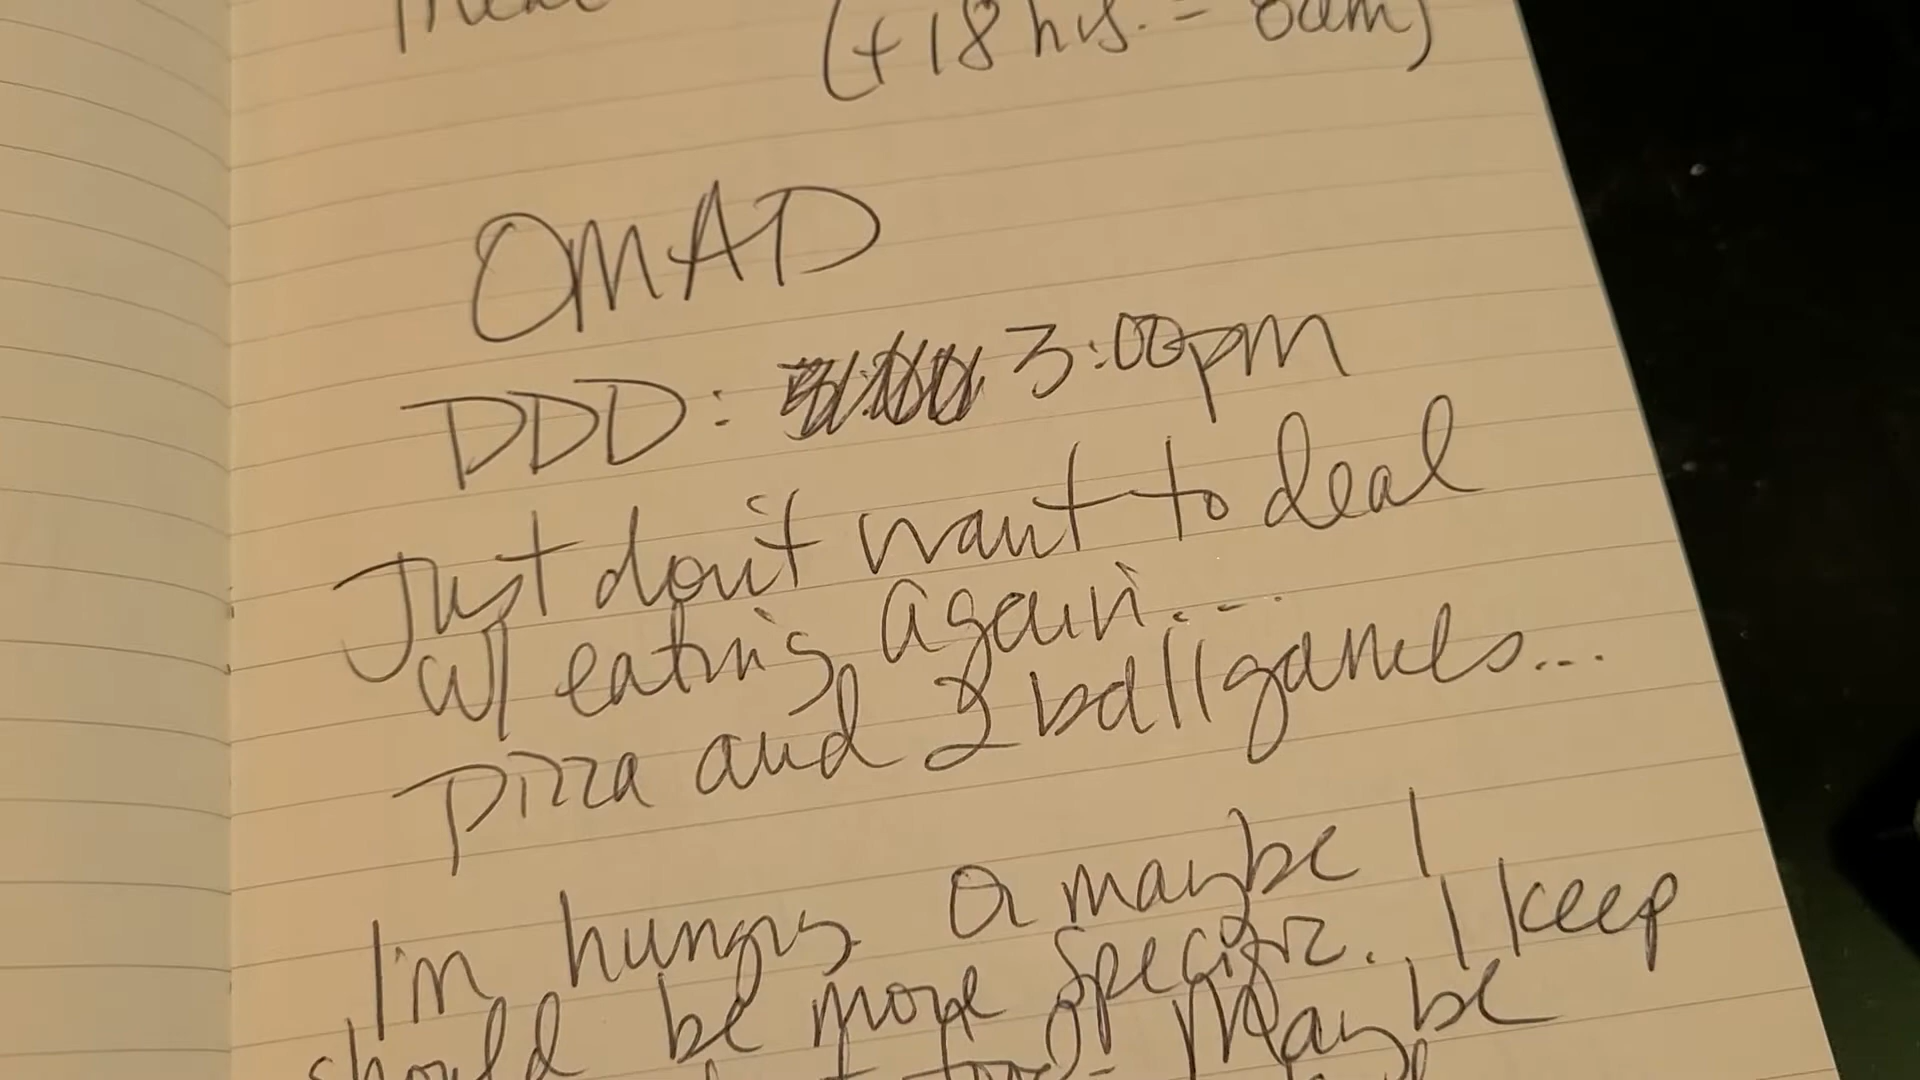 (+18 hrs. = 8am)
OMAD
DDD: 3:00pm
Just don't want to deal
w/ eating again....
pizza and 2 ballgames...
I'm hungry. Or maybe I
should be more specific. I keep
food. Maybe